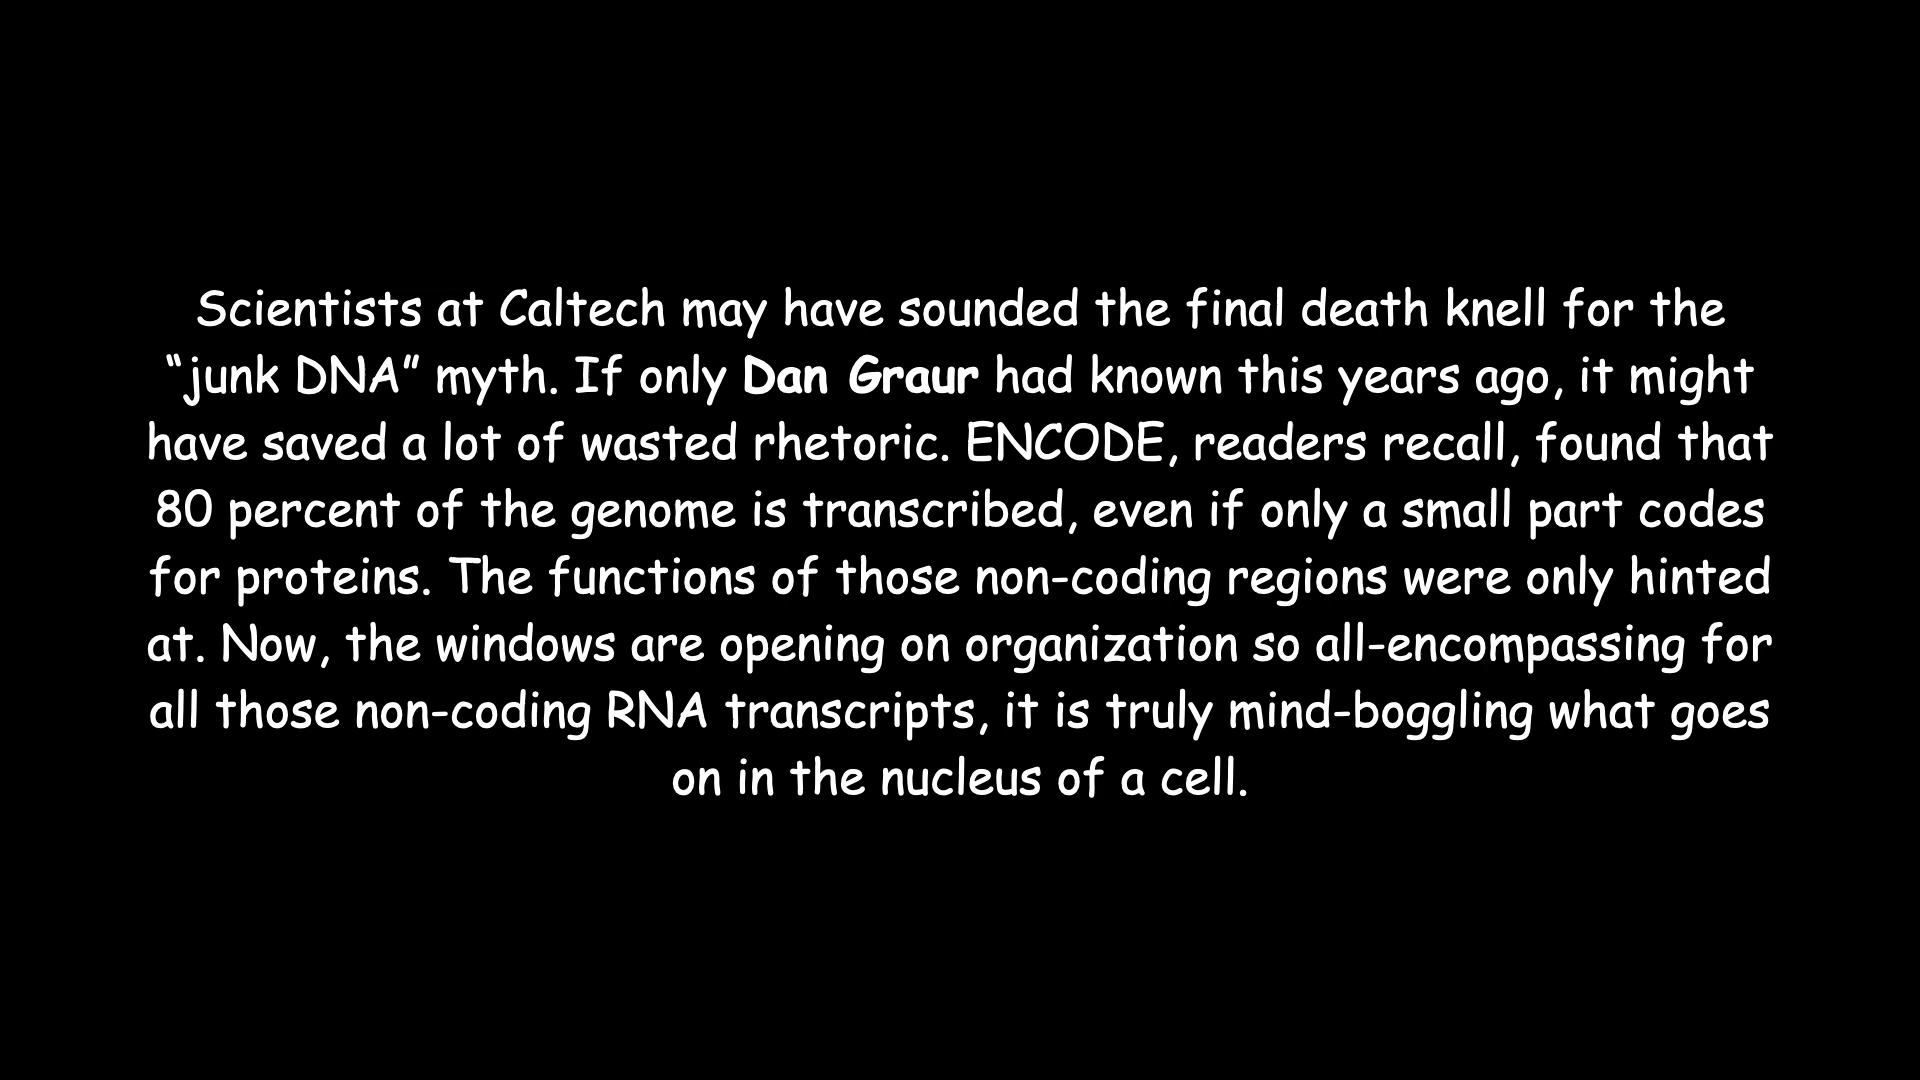 Scientists at Caltech may have sounded the final death knell for the
“junk DNA” myth. If only Dan Graur had known this years ago, it might
have saved a lot of wasted rhetoric. ENCODE, readers recall, found that
80 percent of the genome is transcribed, even if only a small part codes
for proteins. The functions of those non-coding regions were only hinted
at. Now, the windows are opening on organization so all-encompassing for
all those non-coding RNA transcripts, it is truly mind-boggling what goes
on in the nucleus of a cell.